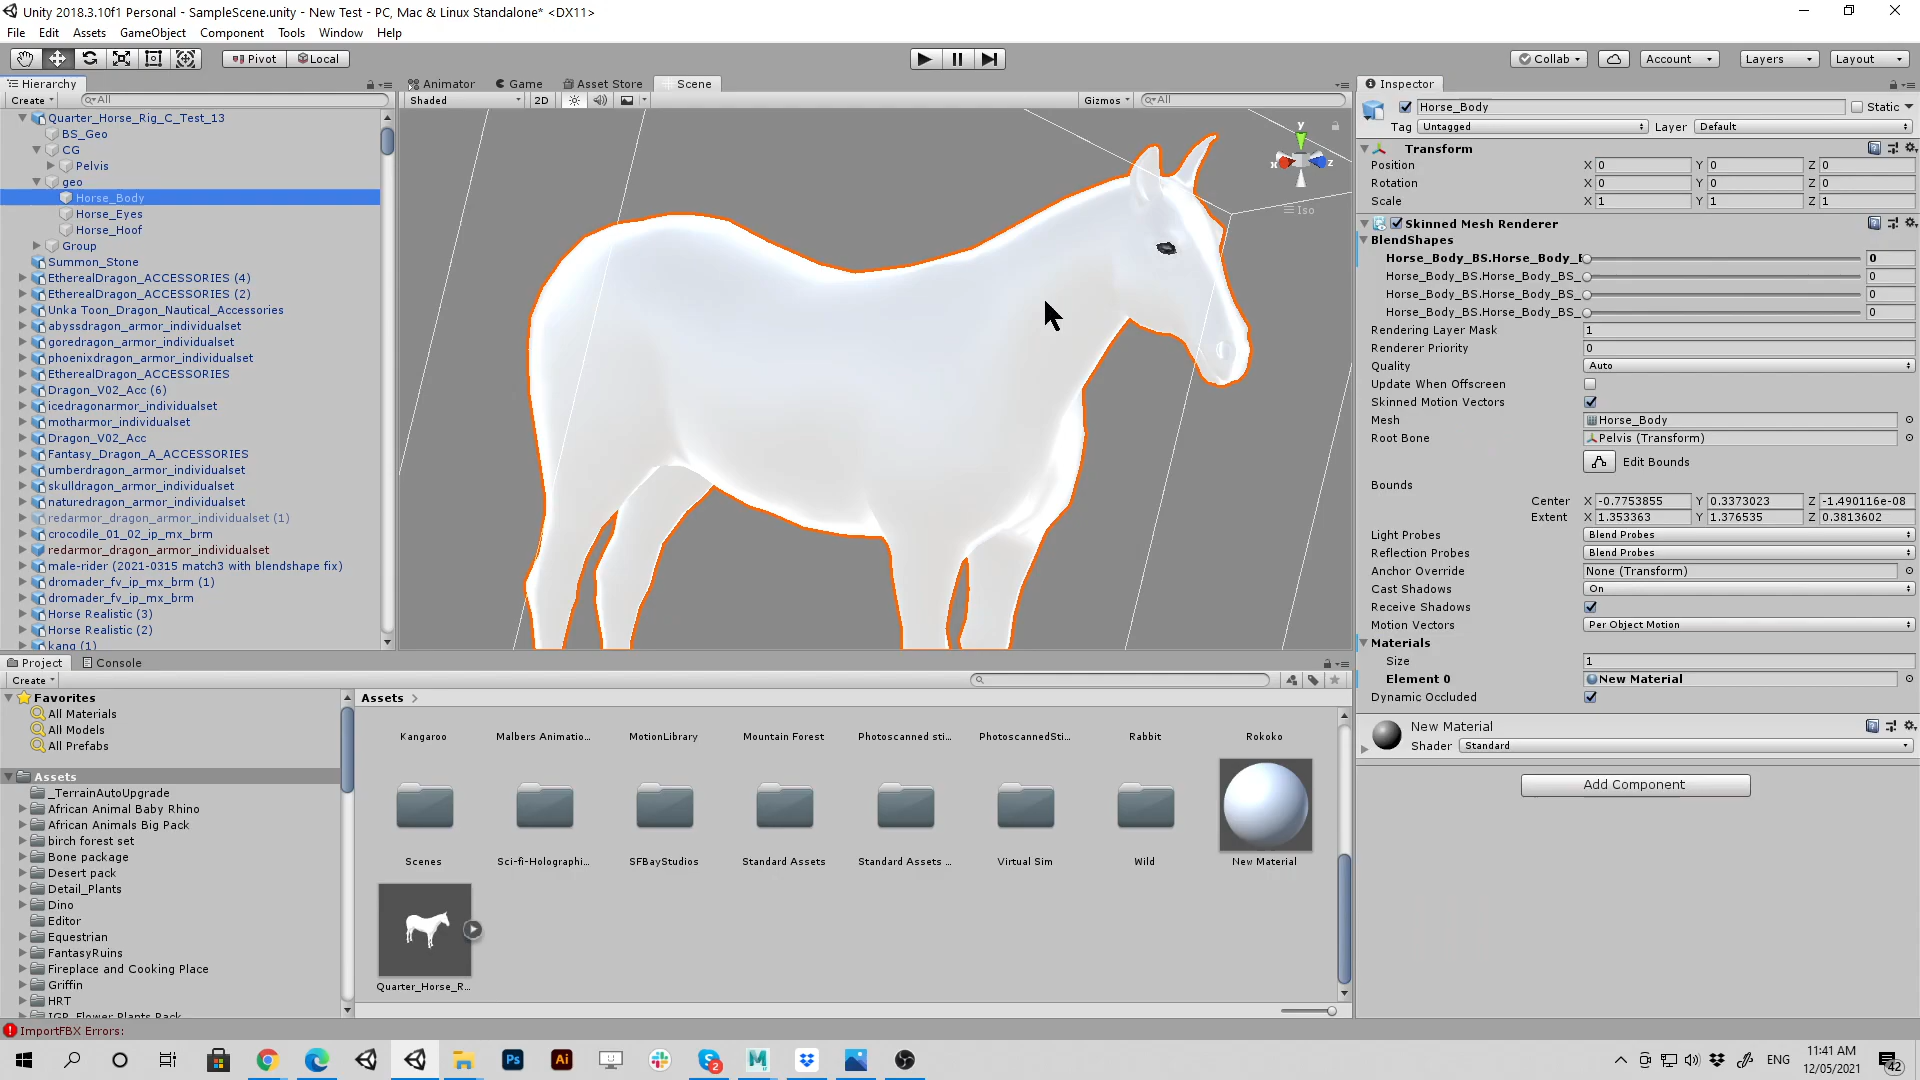 Unity 2018.3.10f1 Personal - SampleScene.unity - New Test - PC, Mac & Linux Standalone* <DX11>
File Edit Assets GameObject Component Tools Window Help
Pivot Local Collab Account Layers Layout
Hierarchy
Create All
Quarter_Horse_Rig_C_Test_13
BS_Geo
CG
Pelvis
geo
Horse_Body
Horse_Eyes
Horse_Hoof
Group
Summon_Stone
EtherealDragon_ACCESSORIES (4)
EtherealDragon_ACCESSORIES (2)
Unka Toon_Dragon_Nautical_Accessories
abyssdragon_armor_individualset
goredragon_armor_individualset
phoenixdragon_armor_individualset
EtherealDragon_ACCESSORIES
Dragon_V02_Acc (6)
icedragonarmor_individualset
motharmor_individualset
Dragon_V02_Acc
Fantasy_Dragon_A_ACCESSORIES
umberdragon_armor_individualset
skulldragon_armor_individualset
naturedragon_armor_individualset
redarmor_dragon_armor_individualset (1)
crocodile_01_02_ip_mx_brm
redarmor_dragon_armor_individualset
male-rider (2021-0315 match3 with blendshape fix)
dromader_fv_ip_mx_brm (1)
dromader_fv_ip_mx_brm
Horse Realistic (3)
Horse Realistic (2)
kang (1)
Animator Game Asset Store Scene
Shaded 2D Gizmos All
y
x z
Iso
Inspector
Horse_Body Static
Tag Untagged Layer Default
Transform
Position X 0 Y 0 Z 0
Rotation X 0 Y 0 Z 0
Scale X 1 Y 1 Z 1
Skinned Mesh Renderer
BlendShapes
Horse_Body_BS.Horse_Body_ 0
Horse_Body_BS.Horse_Body_BS_ 0
Horse_Body_BS.Horse_Body_BS_ 0
Horse_Body_BS.Horse_Body_BS_ 0
Rendering Layer Mask 1
Renderer Priority 0
Quality Auto
Update When Offscreen
Skinned Motion Vectors
Mesh Horse_Body
Root Bone Pelvis (Transform)
Edit Bounds
Bounds
Center X -0.7753855 Y 0.3373023 Z -1.490116e-08
Extent X 1.353363 Y 1.376535 Z 0.3813602
Light Probes Blend Probes
Reflection Probes Blend Probes
Anchor Override None (Transform)
Cast Shadows On
Receive Shadows
Motion Vectors Per Object Motion
Materials
Size 1
Element 0 New Material
Dynamic Occluded
New Material
Shader Standard
Add Component
Project Console
Create
Favorites
All Materials
All Models
All Prefabs
Assets
_TerrainAutoUpgrade
African Animal Baby Rhino
African Animals Big Pack
birch forest set
Bone package
Desert pack
Detail_Plants
Dino
Editor
Equestrian
FantasyRuins
Fireplace and Cooking Place
Griffin
HRT
IGP_Flower Plants Pack
Assets
Kangaroo Malbers Animatio... MotionLibrary Mountain Forest Photoscanned sti... PhotoscannedSti... Rabbit Rokoko
Scenes Sci-fi-Holographi... SFBayStudios Standard Assets Standard Assets ... Virtual Sim Wild New Material
Quarter_Horse_R...
ImportFBX Errors:
Ps Ai M 2
ENG 11:41 AM
12/05/2021 42